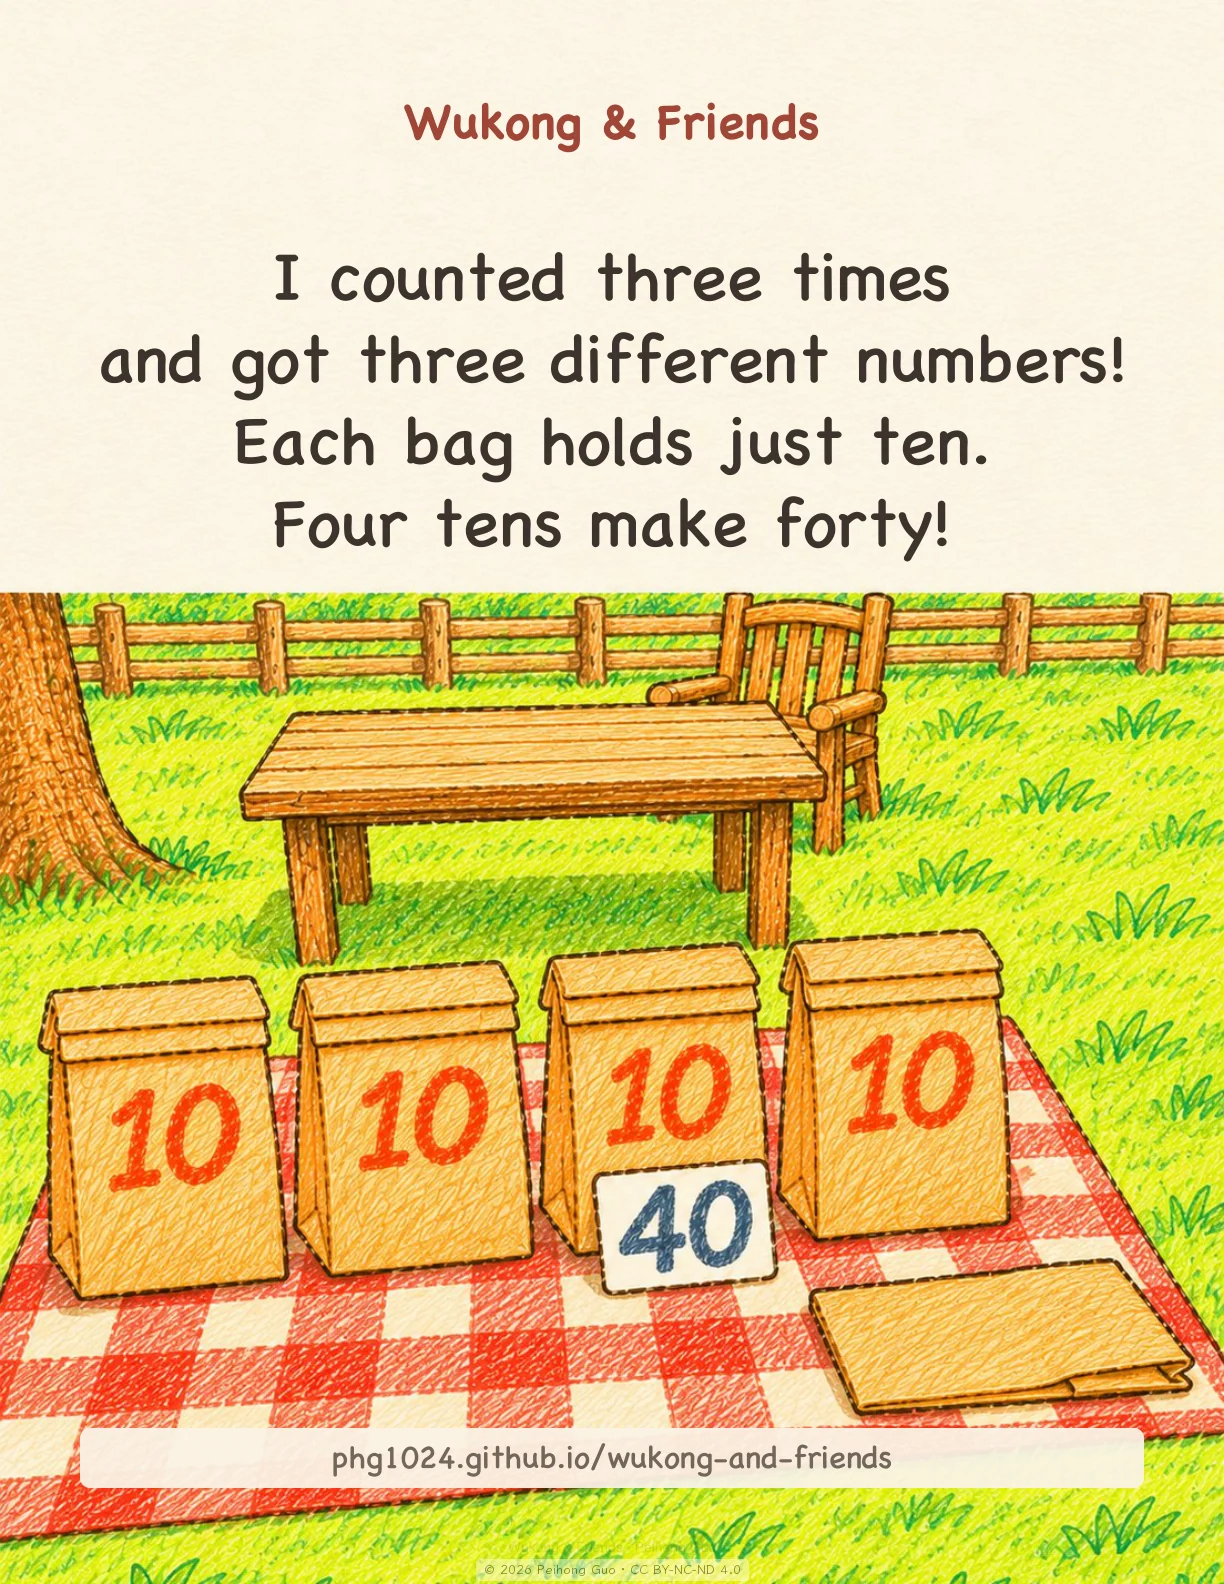 Wukong & Friends
I counted three times
and got three different numbers!
Each bag holds just ten.
Four tens make forty!
10
10
10
10
40
phg1024.github.io/wukong-and-friends
© 2026 Peihong Guo • CC BY-NC-ND 4.0